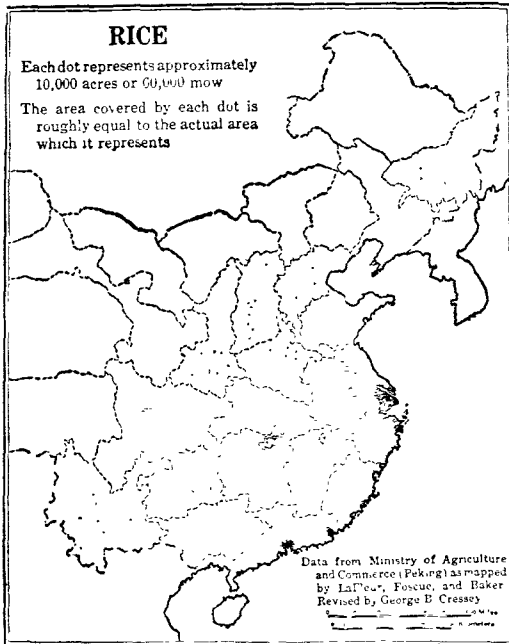 RICE
Each dot represents approximately
10,000 acres or 60,000 mow
The area covered by each dot is
roughly equal to the actual area
which it represents
Data from Ministry of Agriculture
and Commerce (Peking) as mapped
by LaFleur, Foscue, and Baker
Revised by George B Cressey